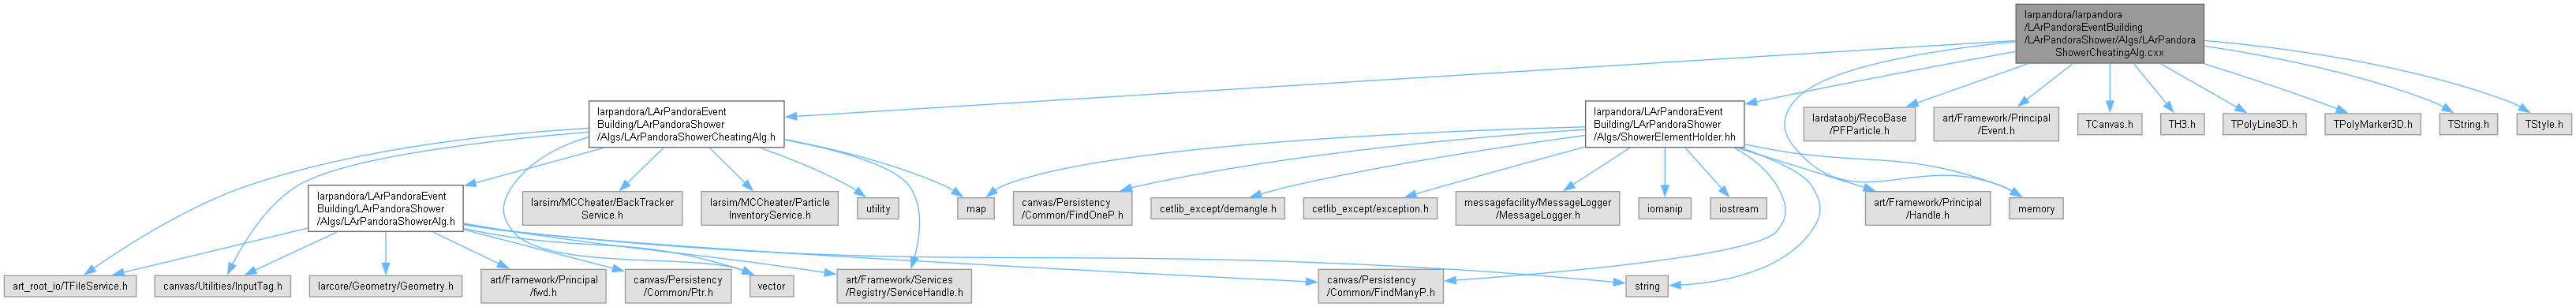 larpandora/larpandora
/LArPandoraEventBuilding
/LArPandoraShower/Algs/LArPandora
ShowerCheatingAlg.cxx
larpandora/LArPandoraEvent
Building/LArPandoraShower
/Algs/LArPandoraShowerCheatingAlg.h
larpandora/LArPandoraEvent
Building/LArPandoraShower
/Algs/ShowerElementHolder.hh
lardataobj/RecoBase
/PFParticle.h
art/Framework/Principal
/Event.h
TCanvas.h
TH3.h
TPolyLine3D.h
TPolyMarker3D.h
TString.h
TStyle.h
larpandora/LArPandoraEvent
Building/LArPandoraShower
/Algs/LArPandoraShowerAlg.h
larsim/MCCheater/BackTracker
Service.h
larsim/MCCheater/Particle
InventoryService.h
utility
map
canvas/Persistency
/Common/FindOneP.h
cetlib_except/demangle.h
cetlib_except/exception.h
messagefacility/MessageLogger
/MessageLogger.h
iomanip
iostream
art/Framework/Principal
/Handle.h
memory
art_root_io/TFileService.h
canvas/Utilities/InputTag.h
larcore/Geometry/Geometry.h
art/Framework/Principal
/fwd.h
canvas/Persistency
/Common/Ptr.h
vector
art/Framework/Services
/Registry/ServiceHandle.h
canvas/Persistency
/Common/FindManyP.h
string